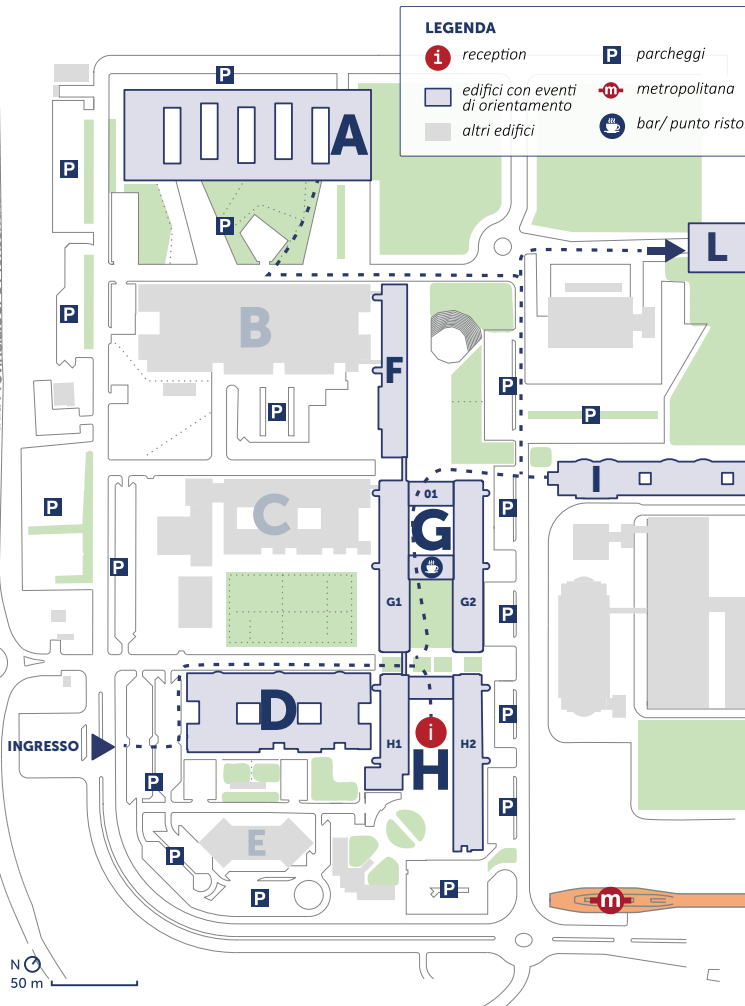 LEGENDA
i reception
P parcheggi
edifici con eventi
di orientamento
m metropolitana
altri edifici
bar/ punto risto
P
A
P
P
L
P
B
F
P
P
P
I
01
P
C
G
P
P
G1
G2
P
D
P
INGRESSO
i
H1
H
H2
P
P
E
P
P
P
m
N
50 m